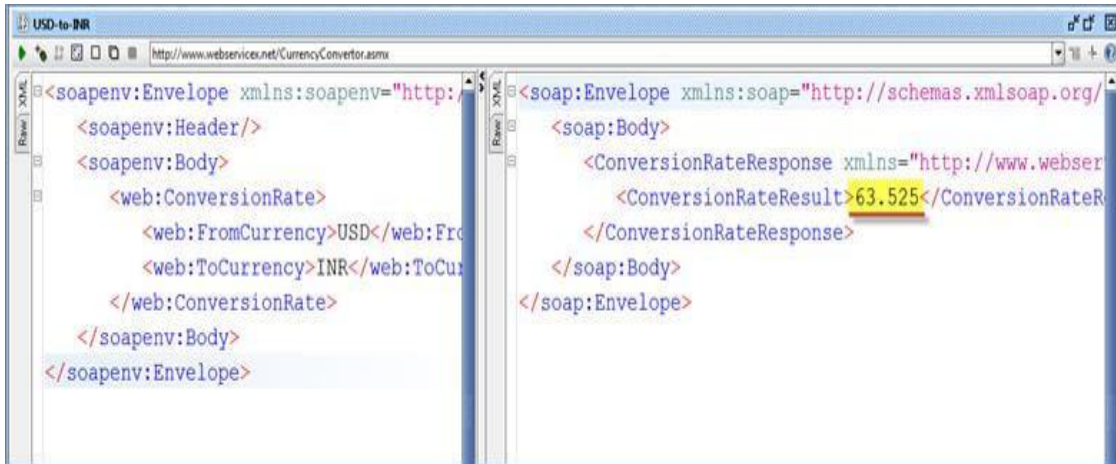 USD-to-INR
http://www.webservicex.net/CurrencyConvertor.asmx
XML
Raw
<soapenv:Envelope xmlns:soapenv="http:/
<soapenv:Header/>
<soapenv:Body>
<web:ConversionRate>
<web:FromCurrency>USD</web:Fro
<web:ToCurrency>INR</web:ToCur
</web:ConversionRate>
</soapenv:Body>
</soapenv:Envelope>
XML
Raw
<soap:Envelope xmlns:soap="http://schemas.xmlsoap.org/
<soap:Body>
<ConversionRateResponse xmlns="http://www.webser
<ConversionRateResult>63.525</ConversionRateR
</ConversionRateResponse>
</soap:Body>
</soap:Envelope>